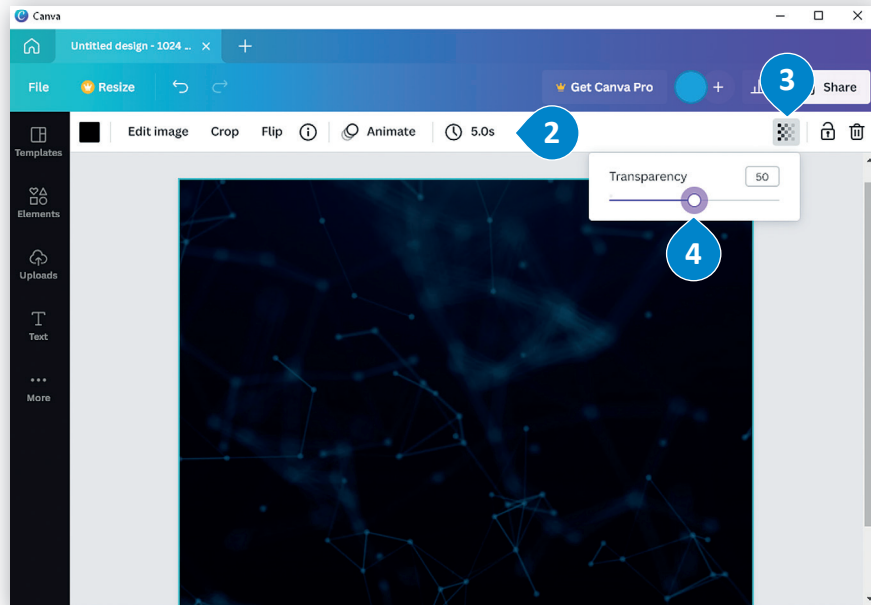 Canva
Untitled design - 1024 ...
File
Resize
Get Canva Pro
3
Share
Edit image
Crop
Flip
Animate
5.0s
2
Templates
Transparency
50
Elements
4
Uploads
Text
More